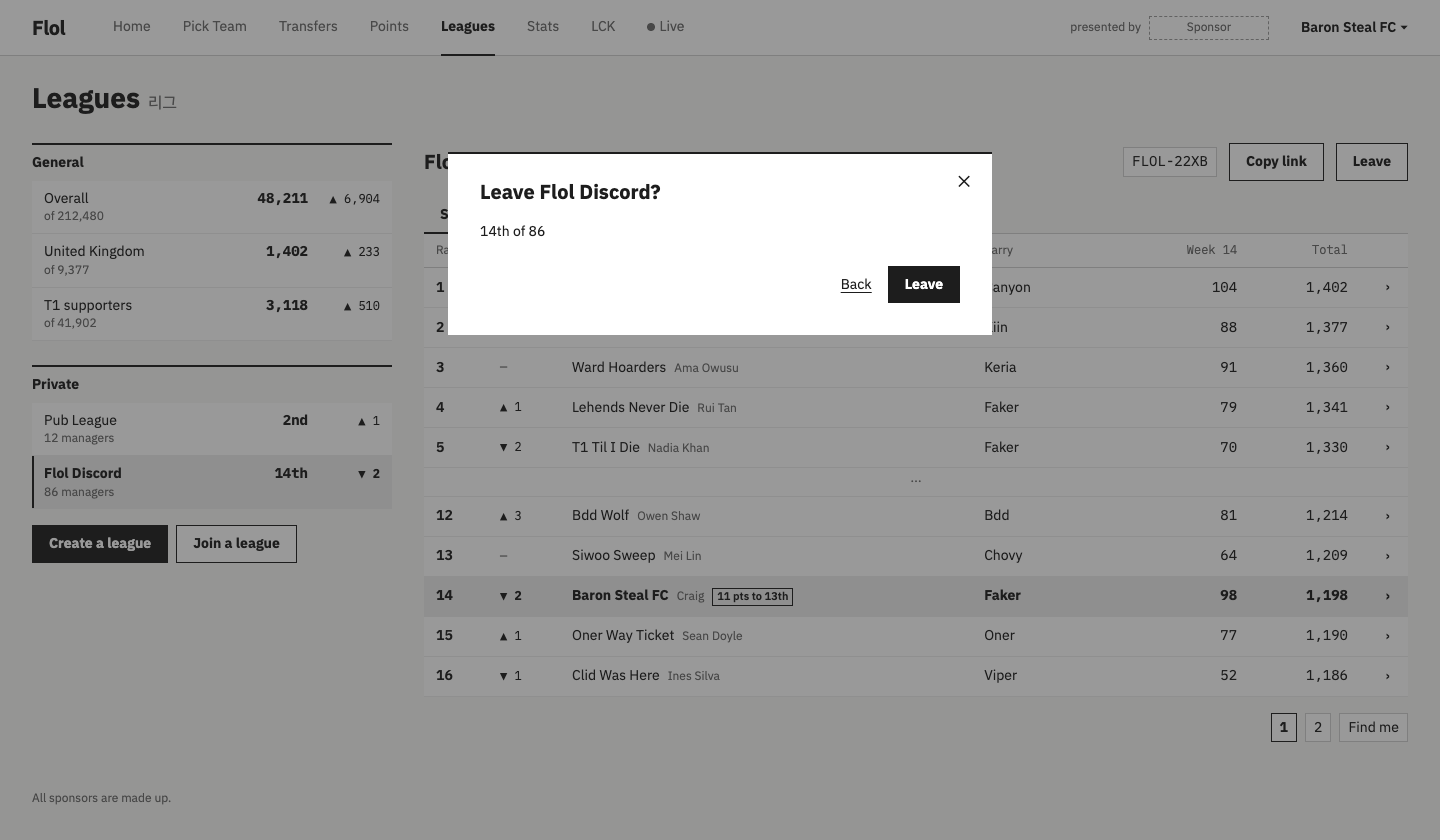 Flol Home Pick Team Transfers Points Leagues Stats LCK Live presented by Sponsor Baron Steal FC
Leagues 리그
General
Overall 48,211 ▲ 6,904
of 212,480
United Kingdom 1,402 ▲ 233
of 9,377
T1 supporters 3,118 ▲ 510
of 41,902
Private
Pub League 2nd ▲ 1
12 managers
Flol Discord 14th ▼ 2
86 managers
Create a league Join a league
FLOL-22XB Copy link Leave
Leave Flol Discord?
14th of 86
Back Leave
Week 14 Total
1 104 1,402 ›
2 88 1,377 ›
3 – Ward Hoarders Ama Owusu Keria 91 1,360 ›
4 ▲ 1 Lehends Never Die Rui Tan Faker 79 1,341 ›
5 ▼ 2 T1 Til I Die Nadia Khan Faker 70 1,330 ›
...
12 ▲ 3 Bdd Wolf Owen Shaw Bdd 81 1,214 ›
13 – Siwoo Sweep Mei Lin Chovy 64 1,209 ›
14 ▼ 2 Baron Steal FC Craig 11 pts to 13th Faker 98 1,198 ›
15 ▲ 1 Oner Way Ticket Sean Doyle Oner 77 1,190 ›
16 ▼ 1 Clid Was Here Ines Silva Viper 52 1,186 ›
1 2 Find me
All sponsors are made up.